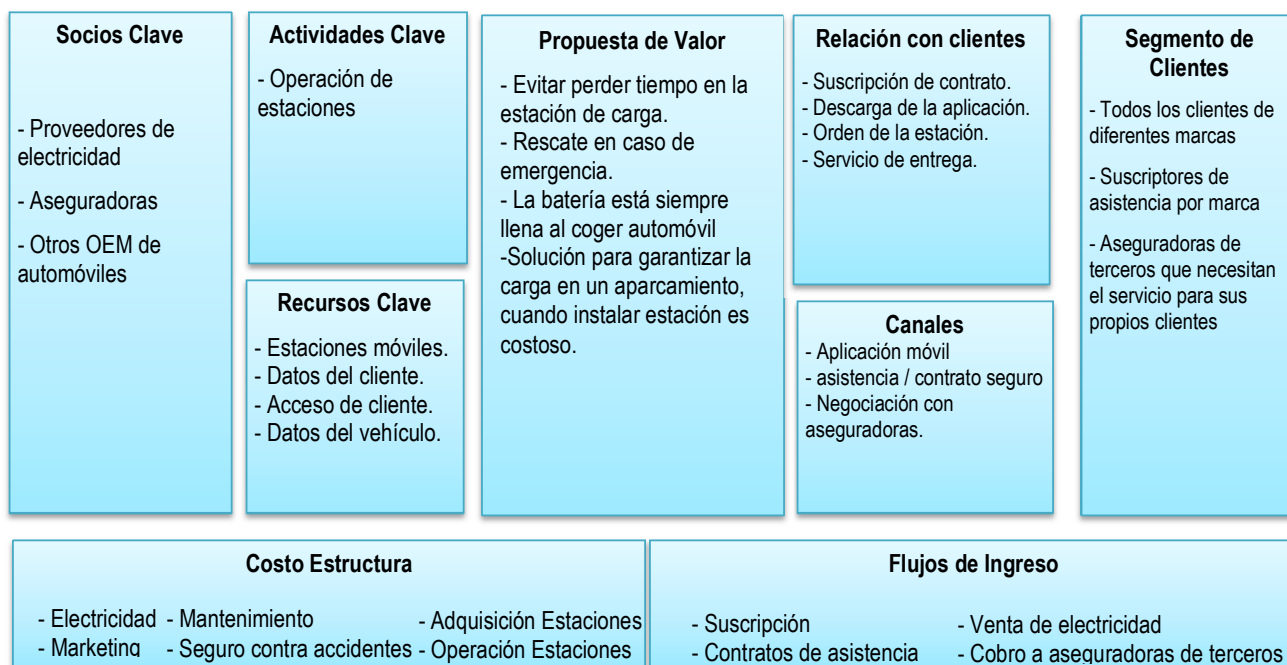 Socios Clave
- Proveedores de
electricidad
- Aseguradoras
- Otros OEM de
automóviles
Actividades Clave
- Operación de
estaciones
Recursos Clave
- Estaciones móviles.
- Datos del cliente.
- Acceso de cliente.
- Datos del vehículo.
Propuesta de Valor
- Evitar perder tiempo en la
estación de carga.
- Rescate en caso de
emergencia.
- La batería está siempre
llena al coger automóvil
-Solución para garantizar la
carga en un aparcamiento,
cuando instalar estación es
costoso.
Relación con clientes
- Suscripción de contrato.
- Descarga de la aplicación.
- Orden de la estación.
- Servicio de entrega.
Canales
- Aplicación móvil
- asistencia / contrato seguro
- Negociación con
aseguradoras.
Segmento de
Clientes
- Todos los clientes de
diferentes marcas
- Suscriptores de
asistencia por marca
- Aseguradoras de
terceros que necesitan
el servicio para sus
propios clientes
Costo Estructura
- Electricidad - Mantenimiento - Adquisición Estaciones
- Marketing - Seguro contra accidentes - Operación Estaciones
Flujos de Ingreso
- Suscripción - Venta de electricidad
- Contratos de asistencia - Cobro a aseguradoras de terceros